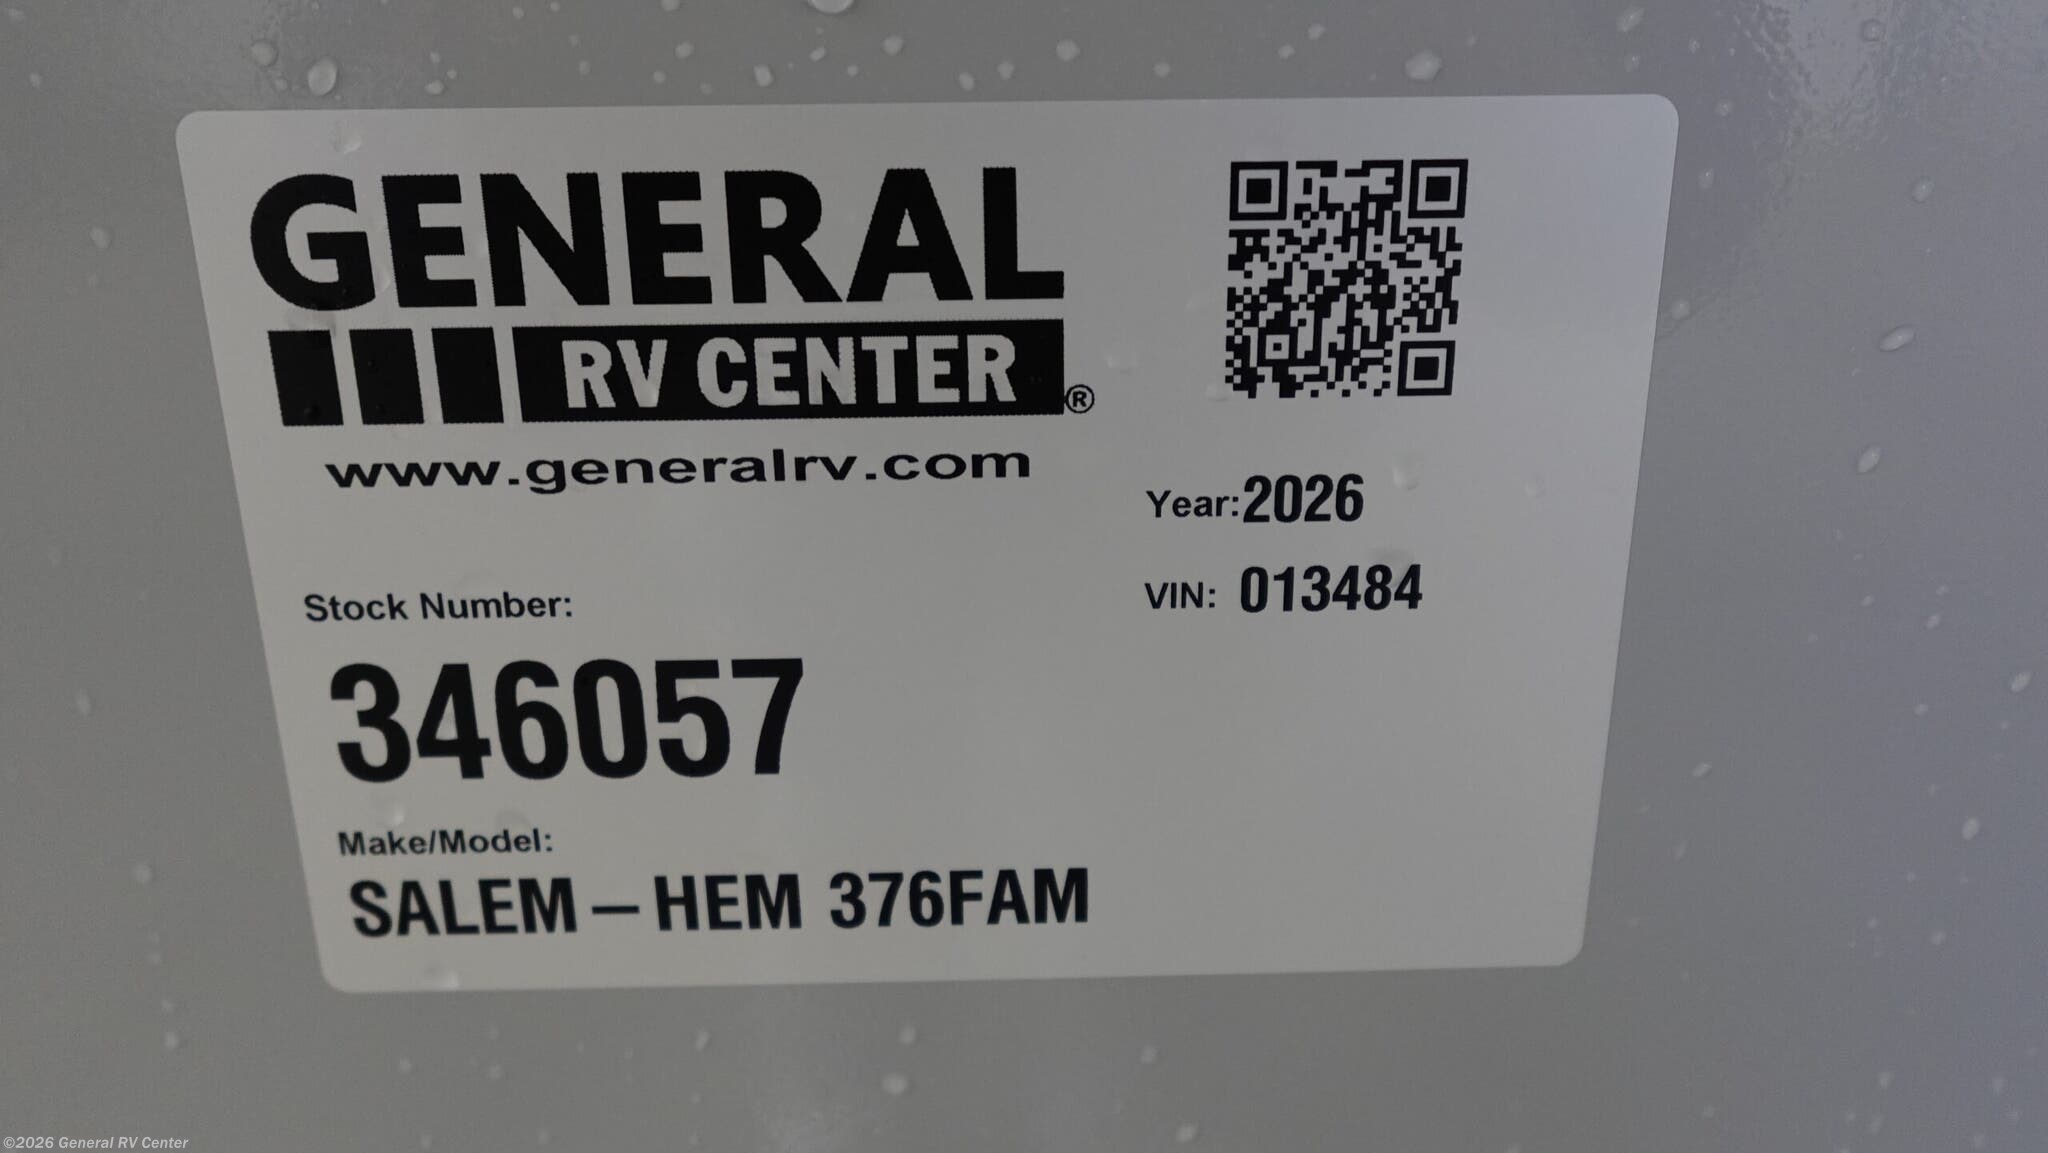 GENERAL
RV CENTER®
www.generalrv.com
Year: 2026
VIN: 013484
Stock Number:
346057
Make/Model:
SALEM – HEM 376FAM
©2026 General RV Center